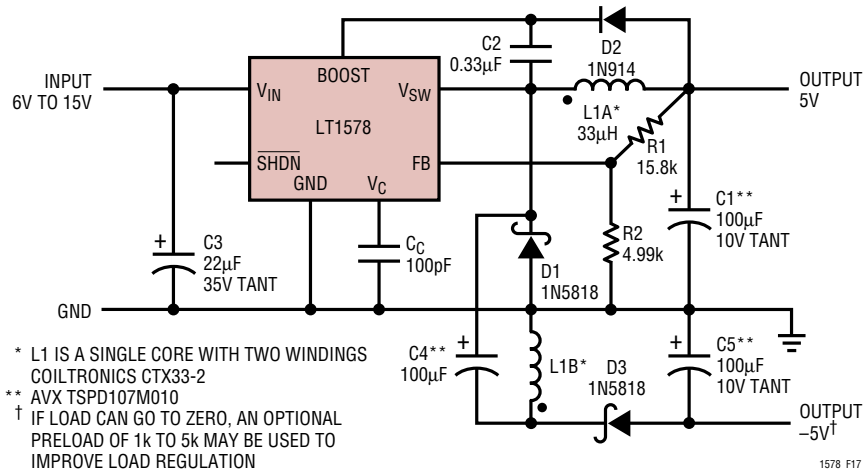 C2
0.33µF
D2
1N914
INPUT
6V TO 15V
BOOST
V_IN
V_SW
LT1578
SHDN
GND
V_C
FB
L1A*
33µH
OUTPUT
5V
R1
15.8k
+
C3
22µF
35V TANT
C_C
100pF
D1
1N5818
R2
4.99k
+
C1**
100µF
10V TANT
GND
C4**
100µF
+
L1B*
D3
1N5818
+
C5**
100µF
10V TANT
OUTPUT
–5V†
* L1 IS A SINGLE CORE WITH TWO WINDINGS
COILTRONICS CTX33-2
** AVX TSPD107M010
† IF LOAD CAN GO TO ZERO, AN OPTIONAL
PRELOAD OF 1k TO 5k MAY BE USED TO
IMPROVE LOAD REGULATION
1578 F17